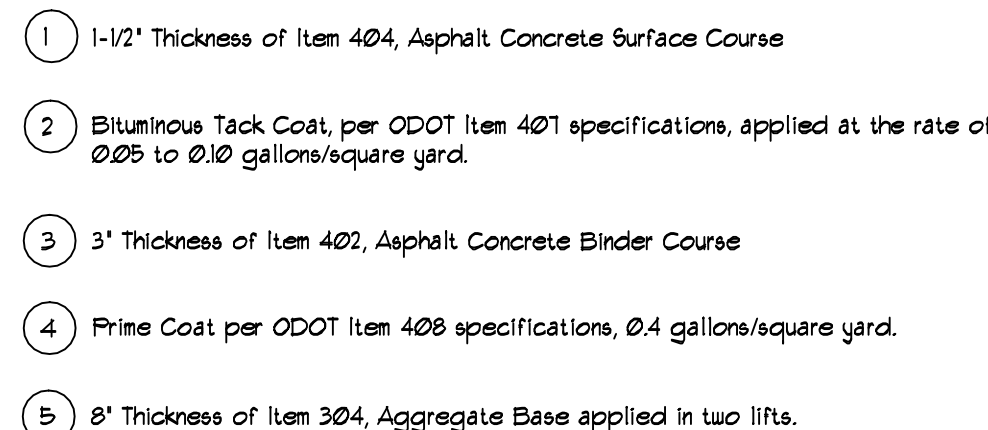 1 1-1/2" Thickness of Item 404, Asphalt Concrete Surface Course
2 Bituminous Tack Coat, per ODOT Item 407 specifications, applied at the rate of
0.05 to 0.10 gallons/square yard.
3 3" Thickness of Item 402, Asphalt Concrete Binder Course
4 Prime Coat per ODOT Item 408 specifications, 0.4 gallons/square yard.
5 8" Thickness of Item 304, Aggregate Base applied in two lifts.